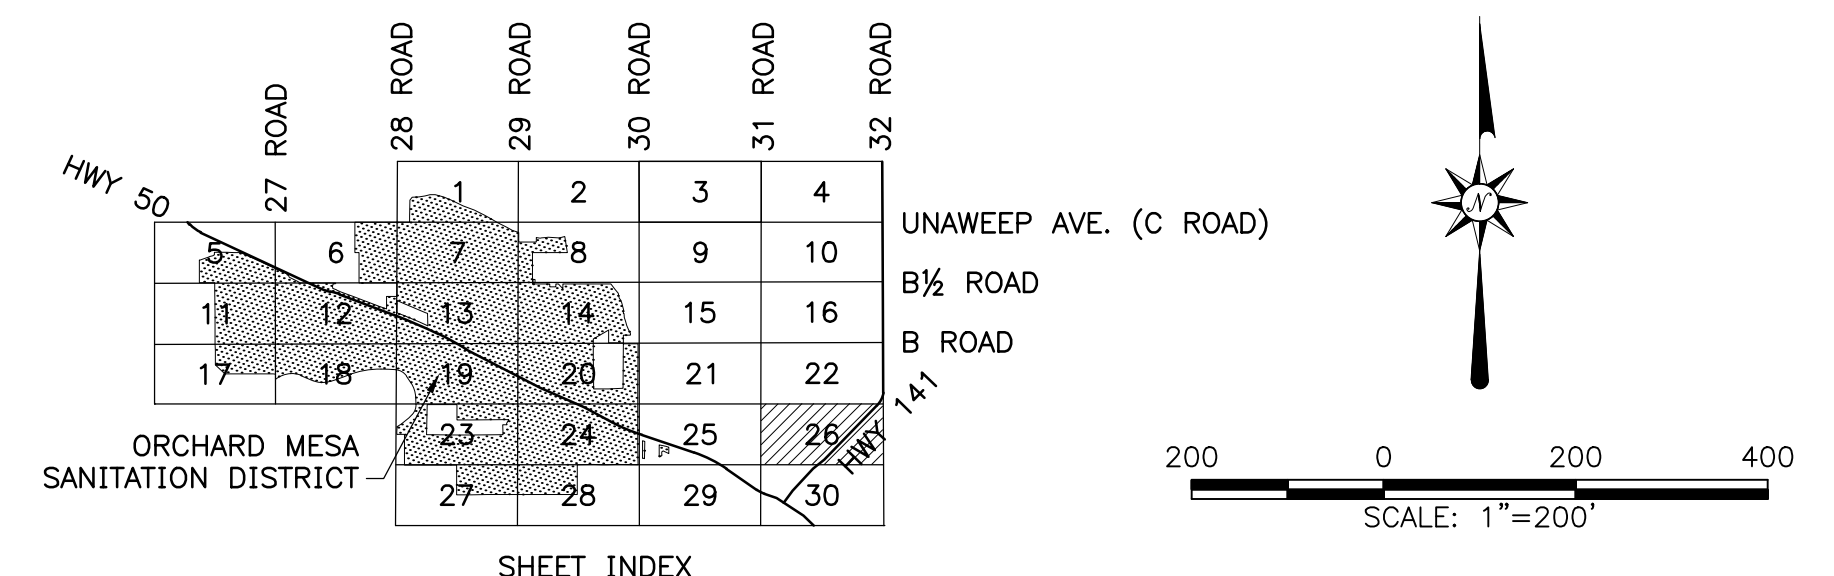 28 ROAD
29 ROAD
30 ROAD
31 ROAD
32 ROAD
27 ROAD
HWY 50
1 2 3 4
UNAWEEP AVE. (C ROAD)
5 6 7 8 9 10
B½ ROAD
11 12 13 14 15 16
B ROAD
17 18 19 20 21 22
HWY 141
23 24 25 26
ORCHARD MESA
SANITATION DISTRICT
27 28 29 30
SHEET INDEX
N
200 0 200 400
SCALE: 1"=200'